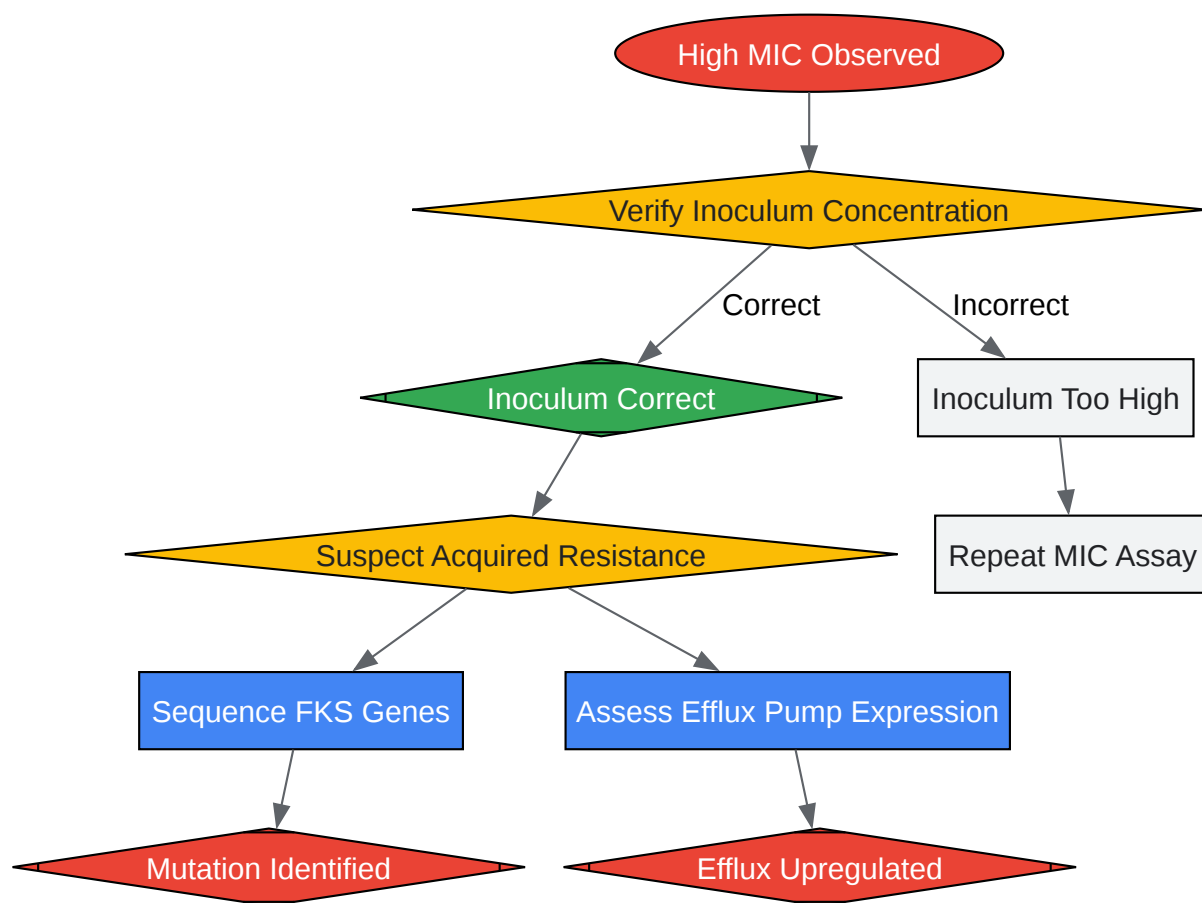 High MIC Observed
Verify Inoculum Concentration
Correct
Incorrect
Inoculum Correct
Inoculum Too High
Suspect Acquired Resistance
Repeat MIC Assay
Sequence FKS Genes
Assess Efflux Pump Expression
Mutation Identified
Efflux Upregulated